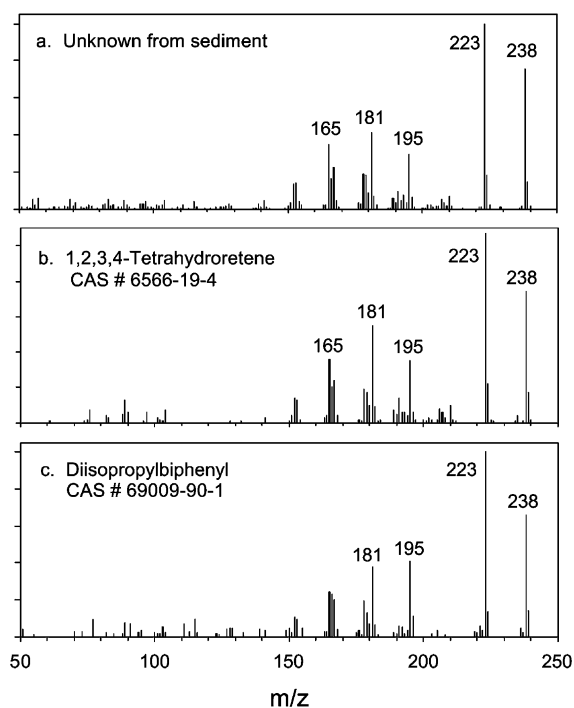 a. Unknown from sediment
223
238
181
165
195
b. 1,2,3,4-Tetrahydroretene
CAS # 6566-19-4
223
238
181
165
195
c. Diisopropylbiphenyl
CAS # 69009-90-1
223
238
181
195
50 100 150 200 250
m/z